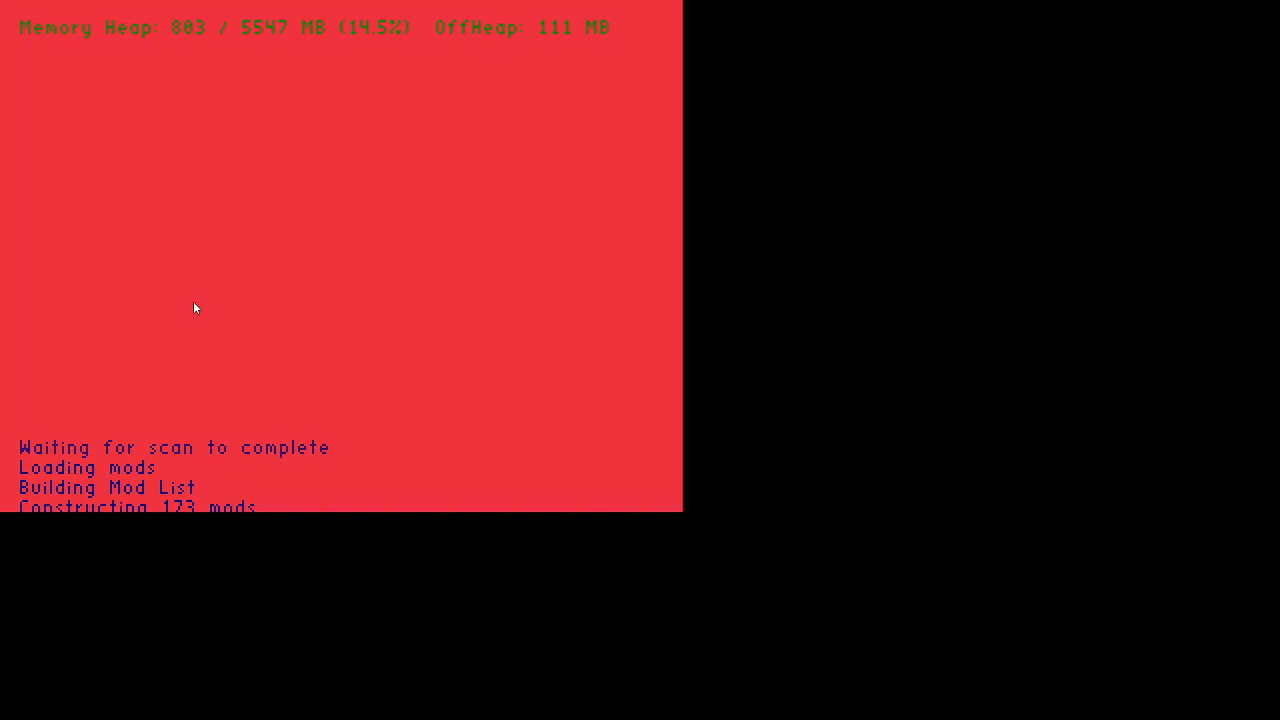 Memory Heap: 803 / 5547 MB (14.5%)  OffHeap: 111 MB
Waiting for scan to complete
Loading mods
Building Mod List
Constructing 173 mods